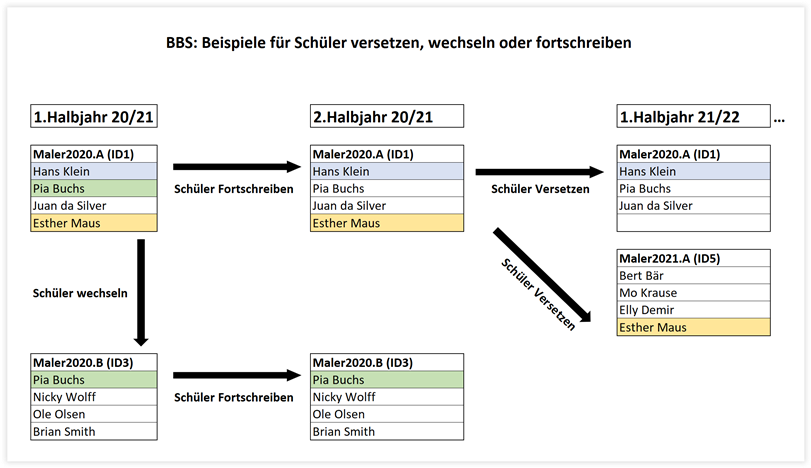 BBS: Beispiele für Schüler versetzen, wechseln oder fortschreiben
1.Halbjahr 20/21
2.Halbjahr 20/21
1.Halbjahr 21/22
...
Maler2020.A (ID1)
Hans Klein
Pia Buchs
Juan da Silver
Esther Maus
Schüler Fortschreiben
Maler2020.A (ID1)
Hans Klein
Pia Buchs
Juan da Silver
Esther Maus
Schüler Versetzen
Maler2020.A (ID1)
Hans Klein
Pia Buchs
Juan da Silver
Schüler Versetzen
Maler2021.A (ID5)
Bert Bär
Mo Krause
Elly Demir
Esther Maus
Schüler wechseln
Maler2020.B (ID3)
Pia Buchs
Nicky Wolff
Ole Olsen
Brian Smith
Schüler Fortschreiben
Maler2020.B (ID3)
Pia Buchs
Nicky Wolff
Ole Olsen
Brian Smith